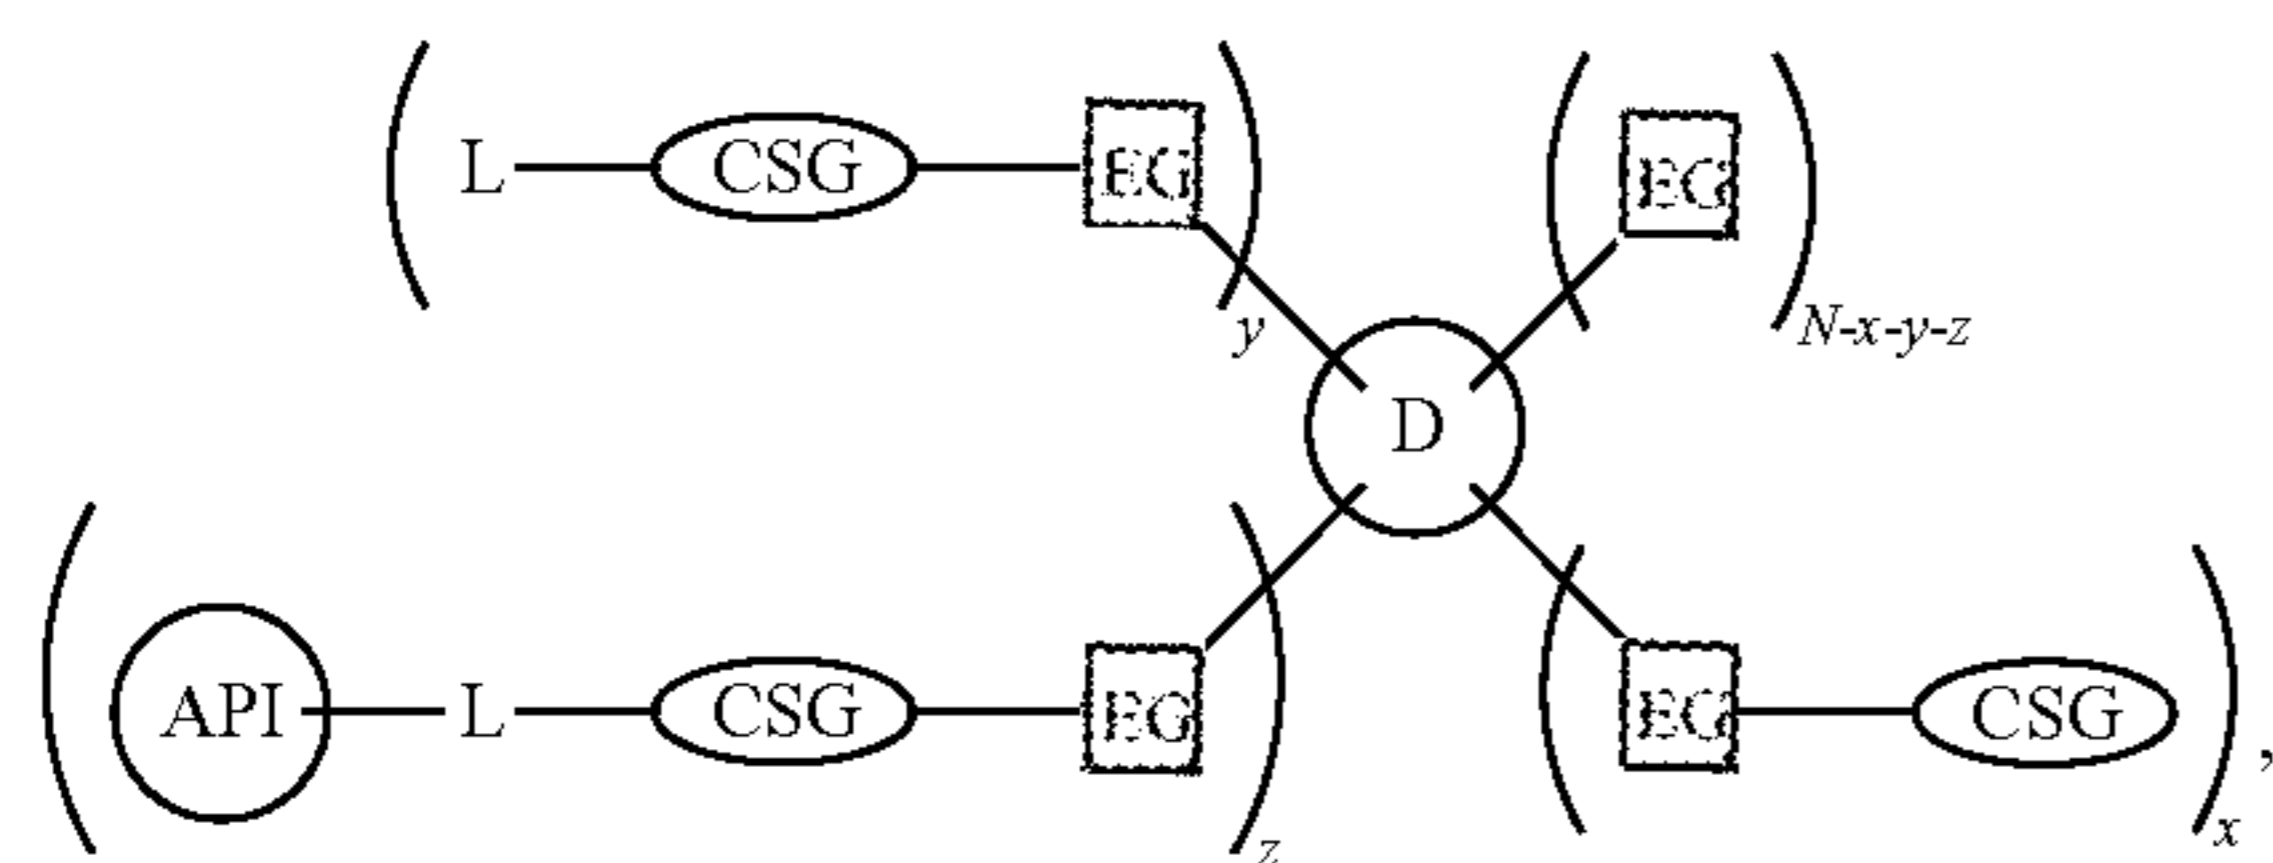 L CSG EG EG
y N-x-y-z
D
API L CSG EG EG CSG ,
z x